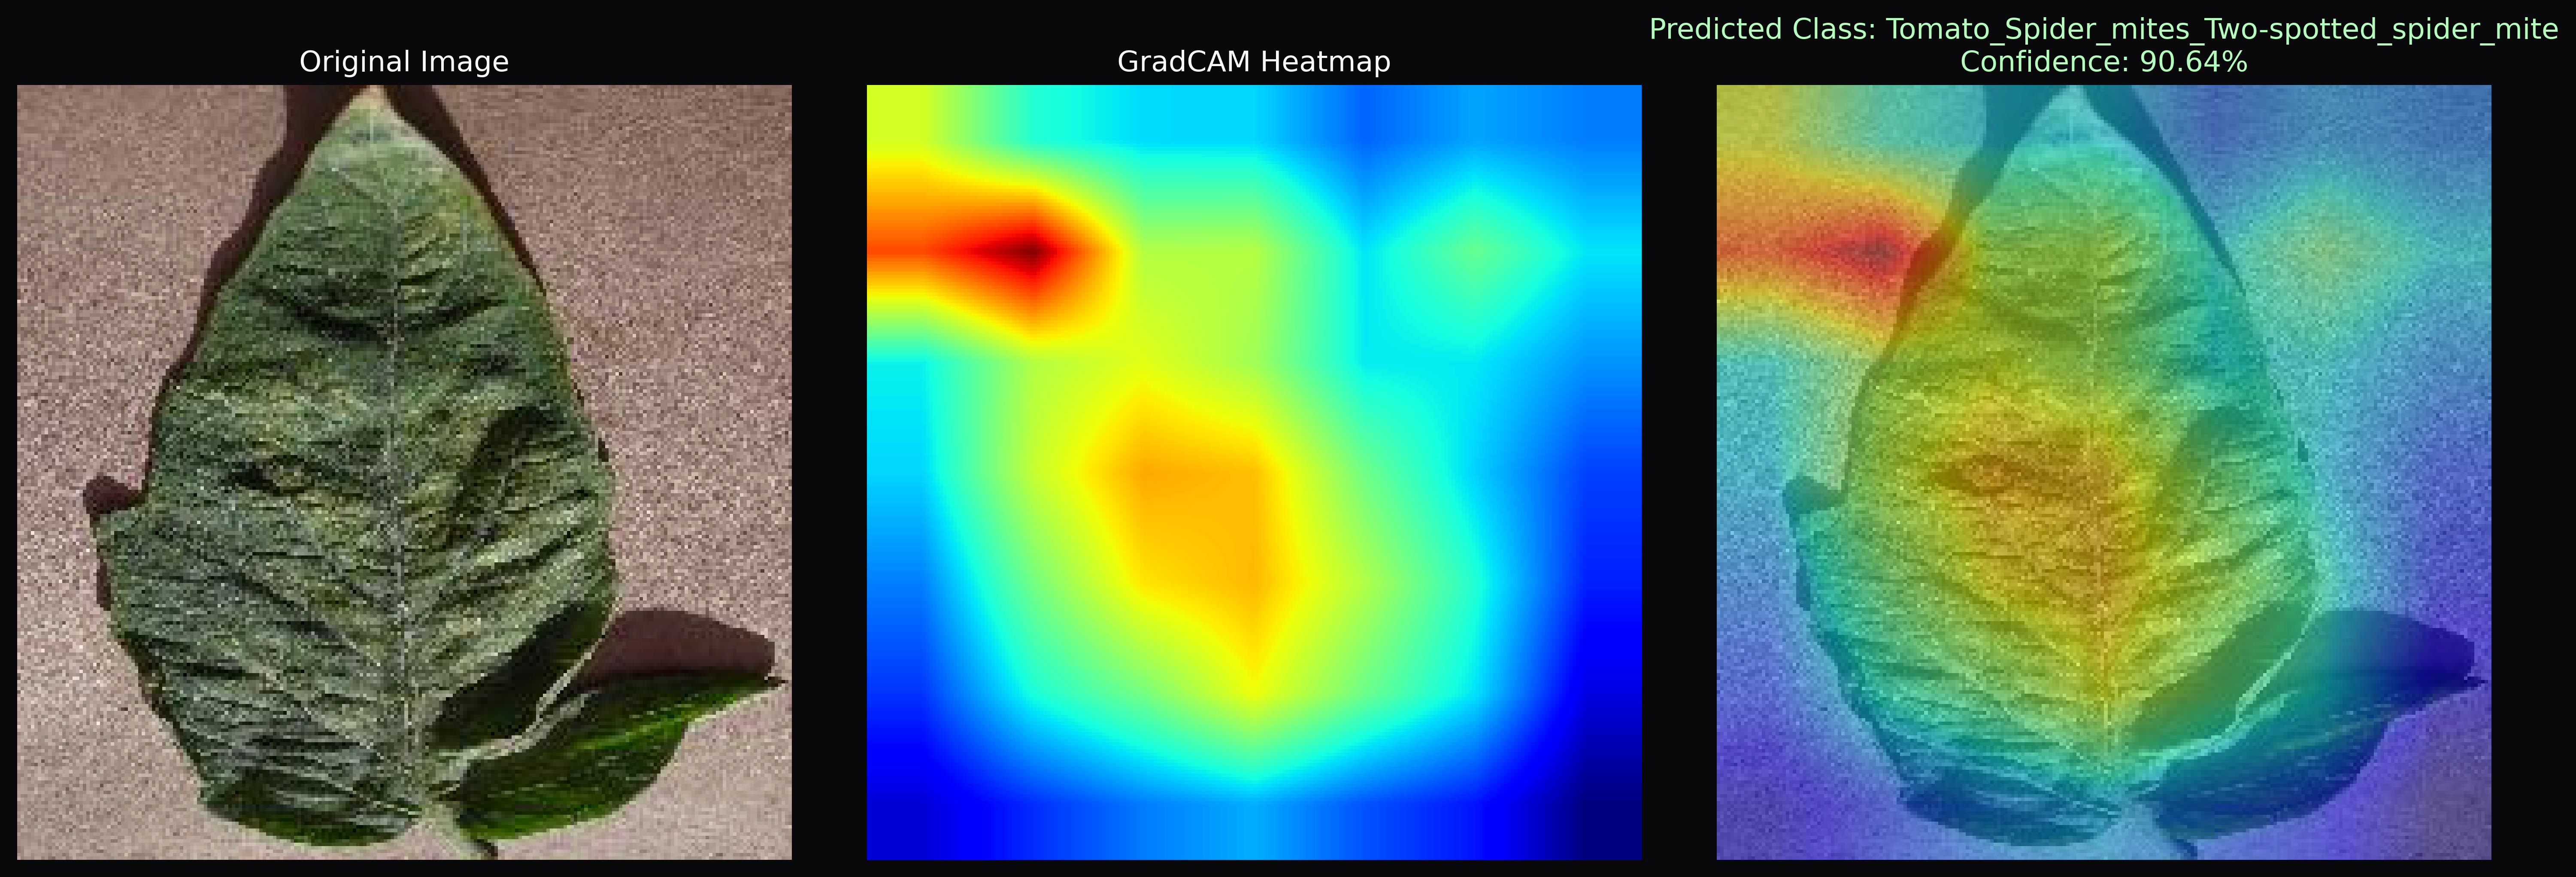 Original Image
GradCAM Heatmap
Predicted Class: Tomato_Spider_mites_Two-spotted_spider_mite
Confidence: 90.64%